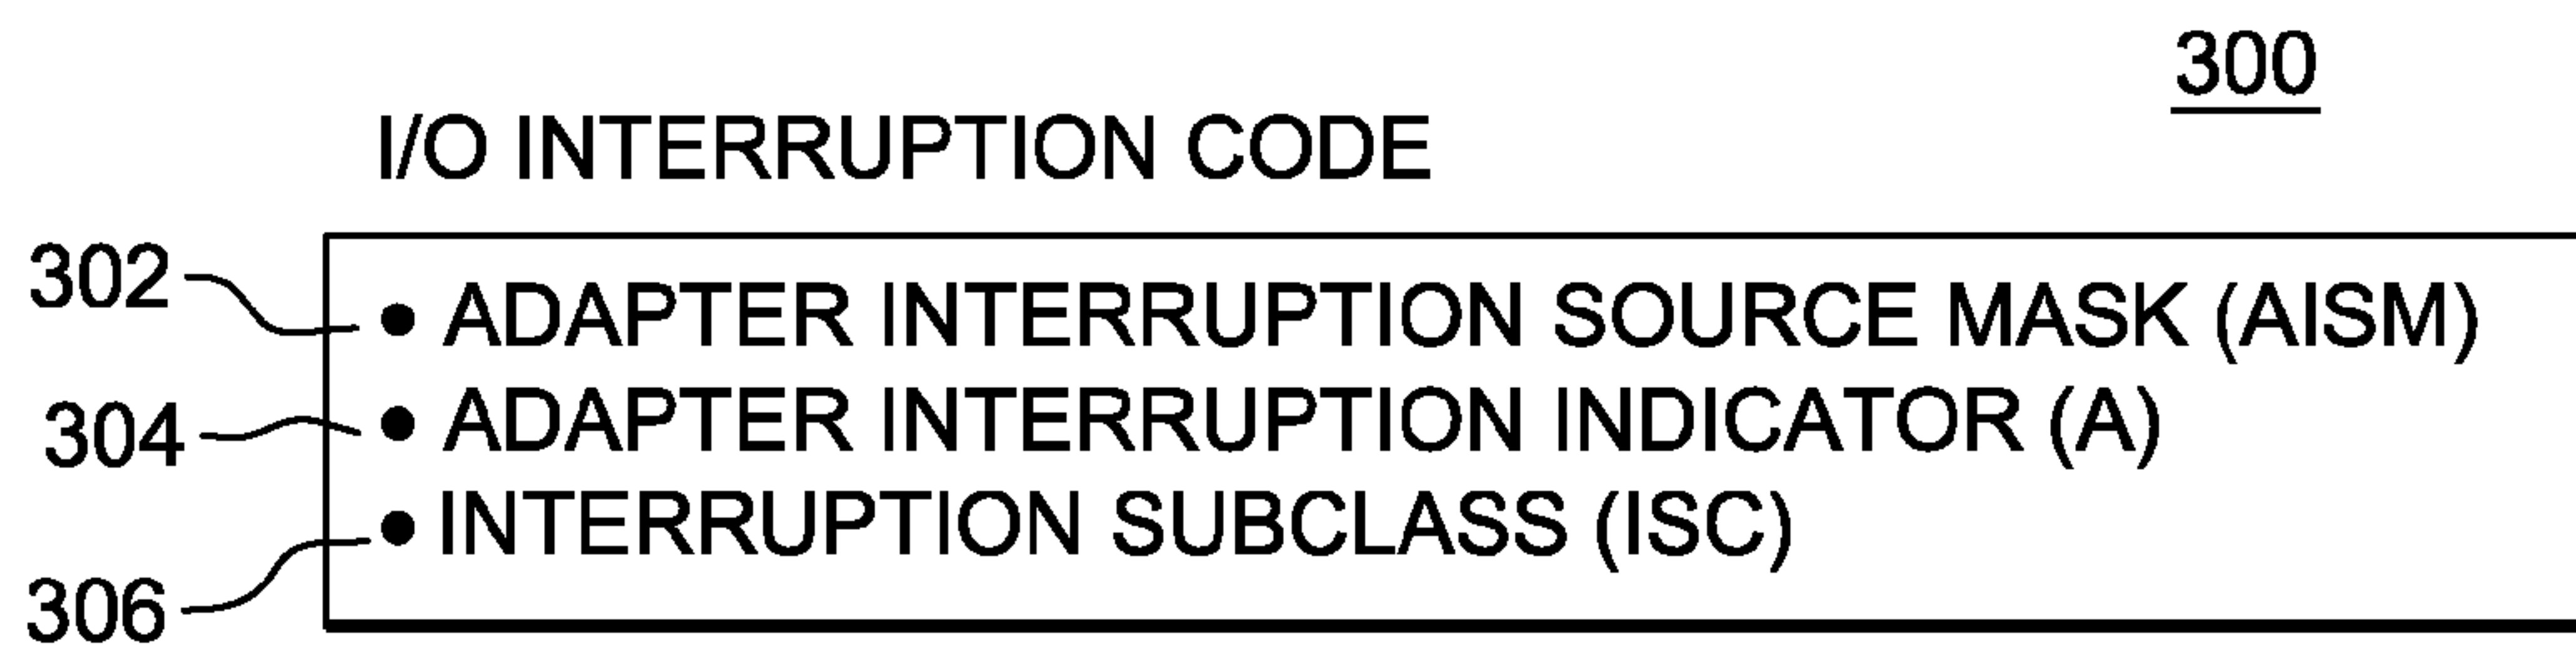 300
I/O INTERRUPTION CODE
302 • ADAPTER INTERRUPTION SOURCE MASK (AISM)
304 • ADAPTER INTERRUPTION INDICATOR (A)
306 • INTERRUPTION SUBCLASS (ISC)